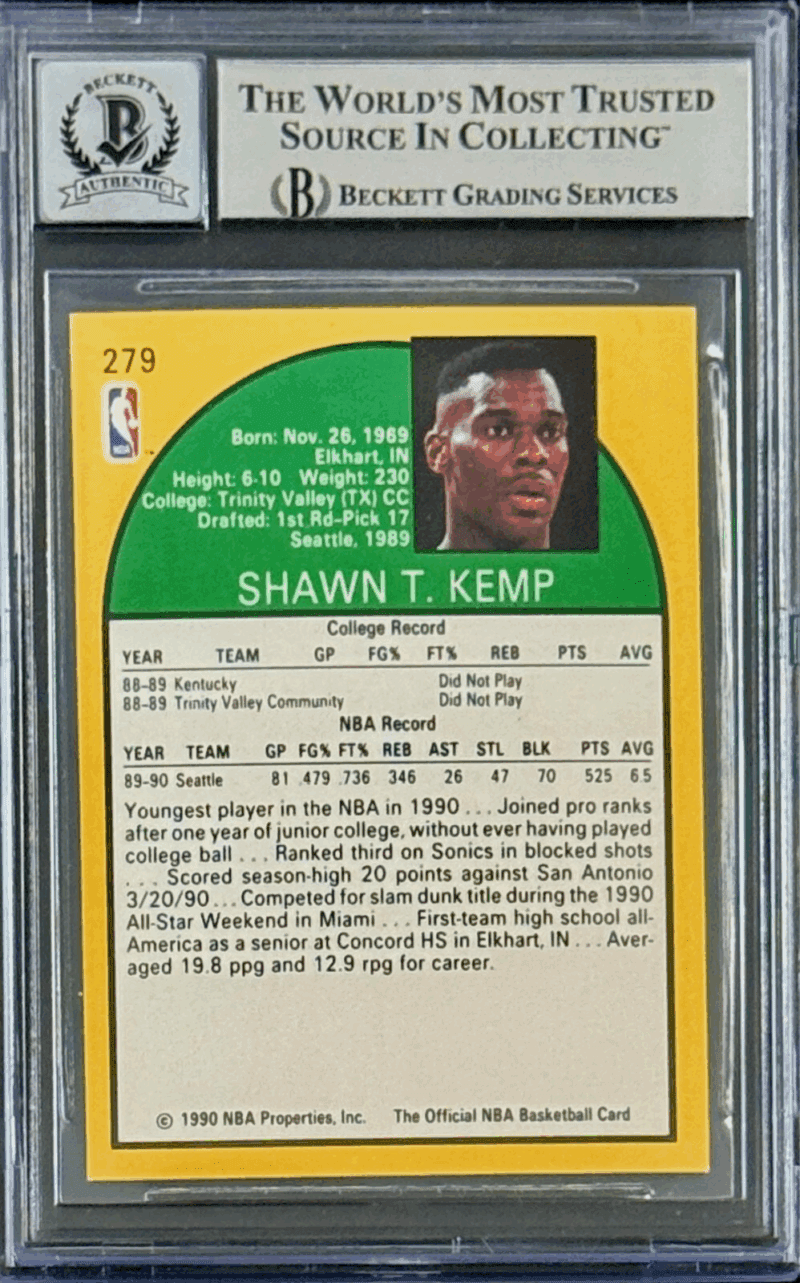 BECKETT
B
AUTHENTIC
THE WORLD'S MOST TRUSTED
SOURCE IN COLLECTING™
B BECKETT GRADING SERVICES
279
NBA
Born: Nov. 26, 1969
Elkhart, IN
Height: 6-10 Weight: 230
College: Trinity Valley (TX) CC
Drafted: 1st Rd-Pick 17
Seattle, 1989
SHAWN T. KEMP
College Record
YEAR TEAM GP FG% FT% REB PTS AVG
88-89 Kentucky Did Not Play
88-89 Trinity Valley Community Did Not Play
NBA Record
YEAR TEAM GP FG% FT% REB AST STL BLK PTS AVG
89-90 Seattle 81 .479 .736 346 26 47 70 525 6.5
Youngest player in the NBA in 1990 . . . Joined pro ranks
after one year of junior college, without ever having played
college ball . . . Ranked third on Sonics in blocked shots
. . . Scored season-high 20 points against San Antonio
3/20/90 . . . Competed for slam dunk title during the 1990
All-Star Weekend in Miami . . . First-team high school all-
America as a senior at Concord HS in Elkhart, IN . . . Aver-
aged 19.8 ppg and 12.9 rpg for career.
© 1990 NBA Properties, Inc. The Official NBA Basketball Card